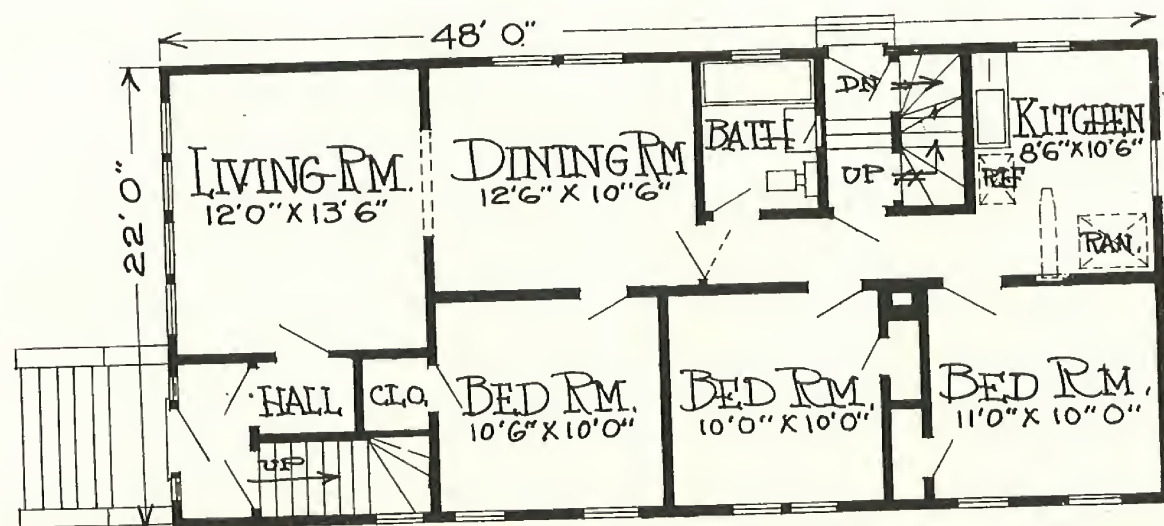 48' 0"
22' 0"
LIVING RM.
12'0" X 13'6"
DINING RM
12'6" X 10'6"
BATH
DN
UP
KITCHEN
8'6" X 10'6"
REF
RAN.
HALL
CLO.
UP
BED RM.
10'6" X 10'0"
BED RM.
10'0" X 10'0"
BED RM.
11'0" X 10'0"